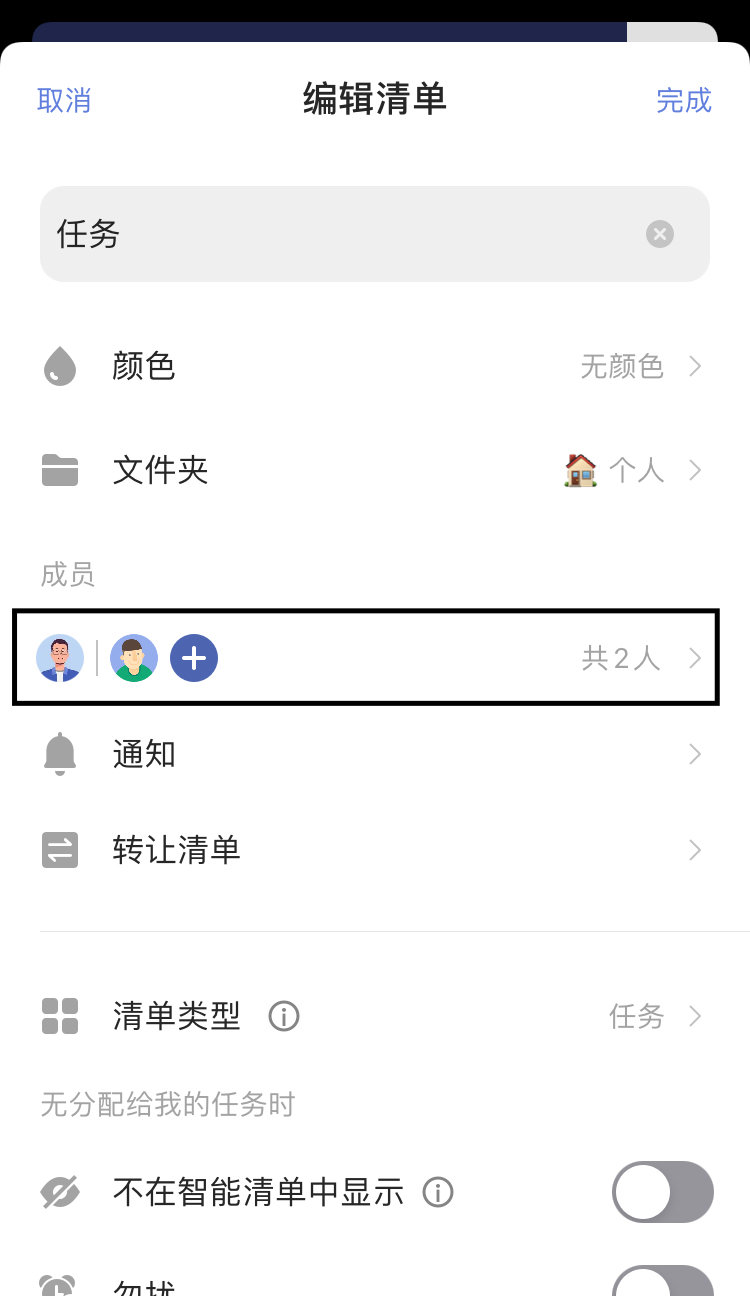 取消 编辑清单 完成
任务
颜色 无颜色
文件夹 个人
成员
共2人
通知
转让清单
清单类型 任务
无分配给我的任务时
不在智能清单中显示
勿扰